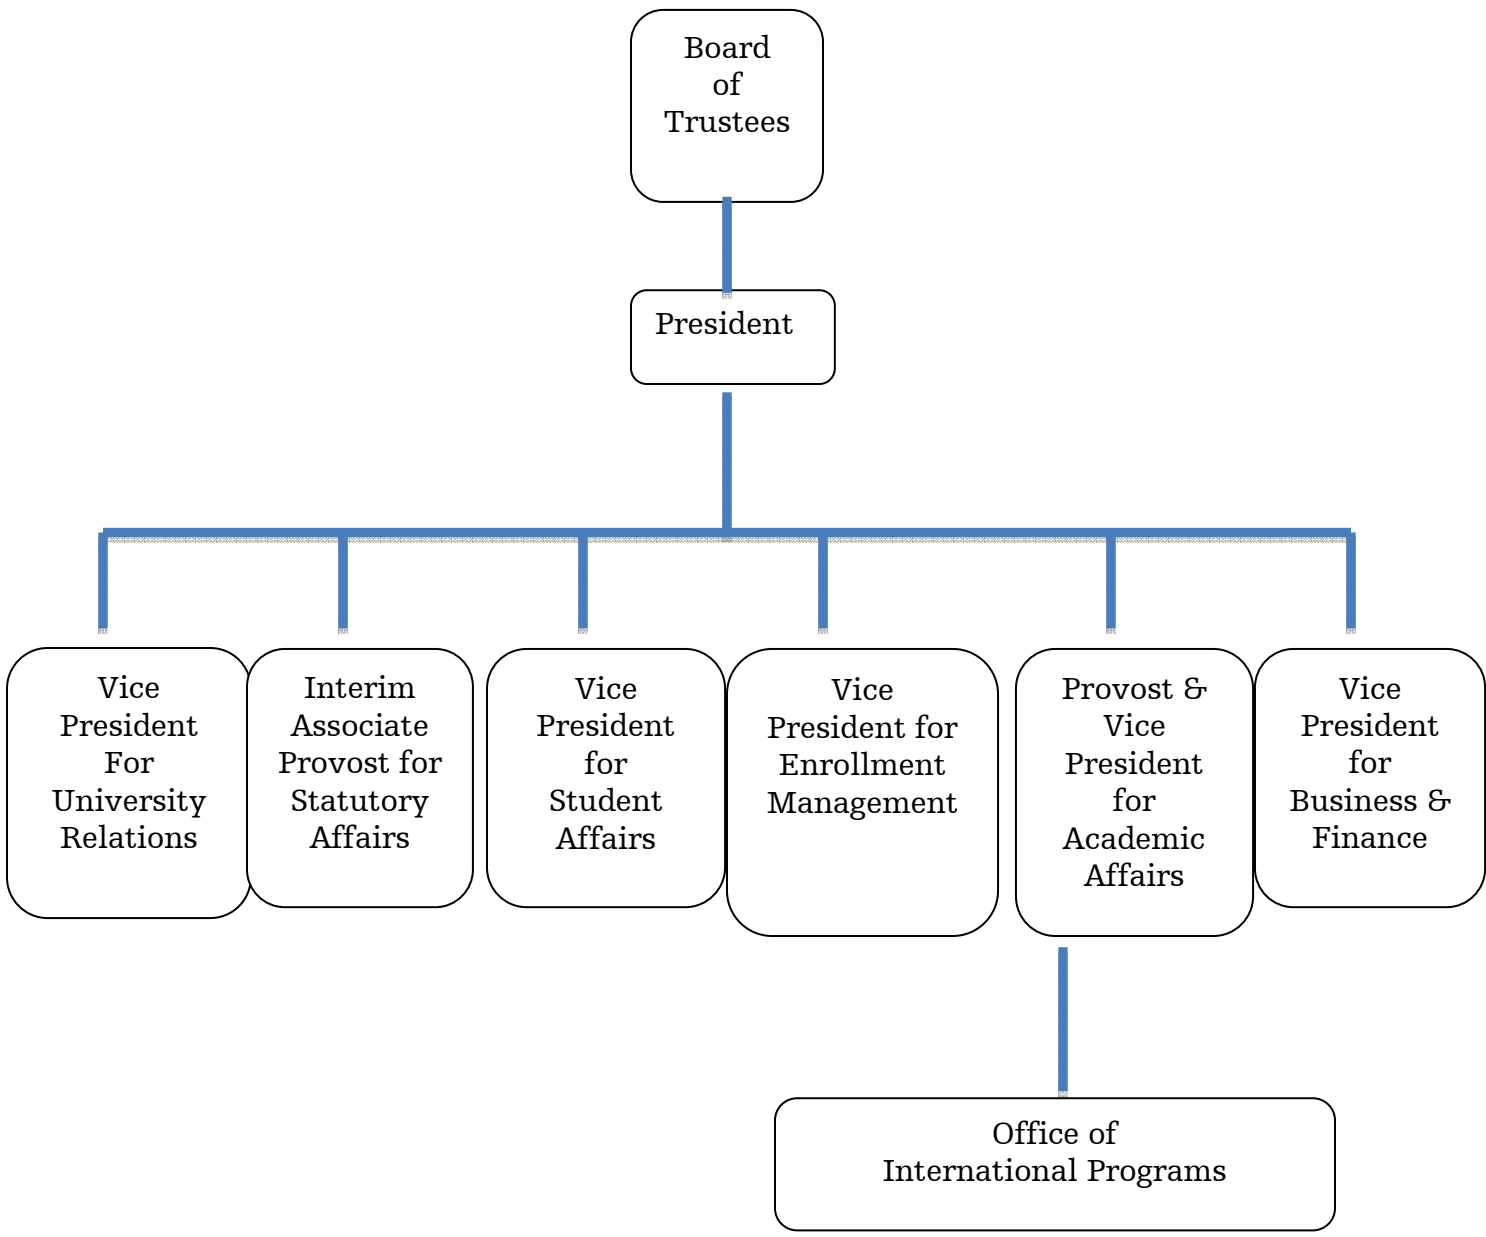 Board
of
Trustees
President
Vice
President
For
University
Relations
Interim
Associate
Provost for
Statutory
Affairs
Vice
President
for
Student
Affairs
Vice
President for
Enrollment
Management
Provost &
Vice
President
for
Academic
Affairs
Vice
President
for
Business &
Finance
Office of
International Programs